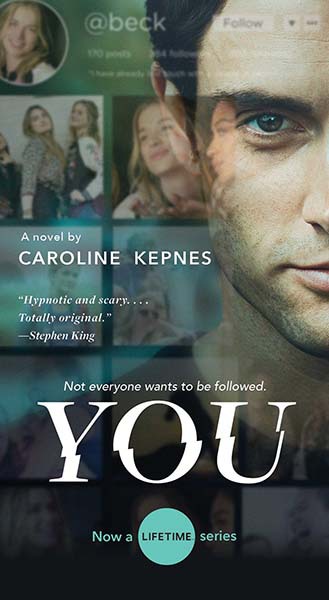 @beck
Follow
170 posts
A novel by
CAROLINE KEPNES
“Hypnotic and scary. . . .
Totally original.”
—Stephen King
Not everyone wants to be followed.
YOU
Now a LIFETIME series